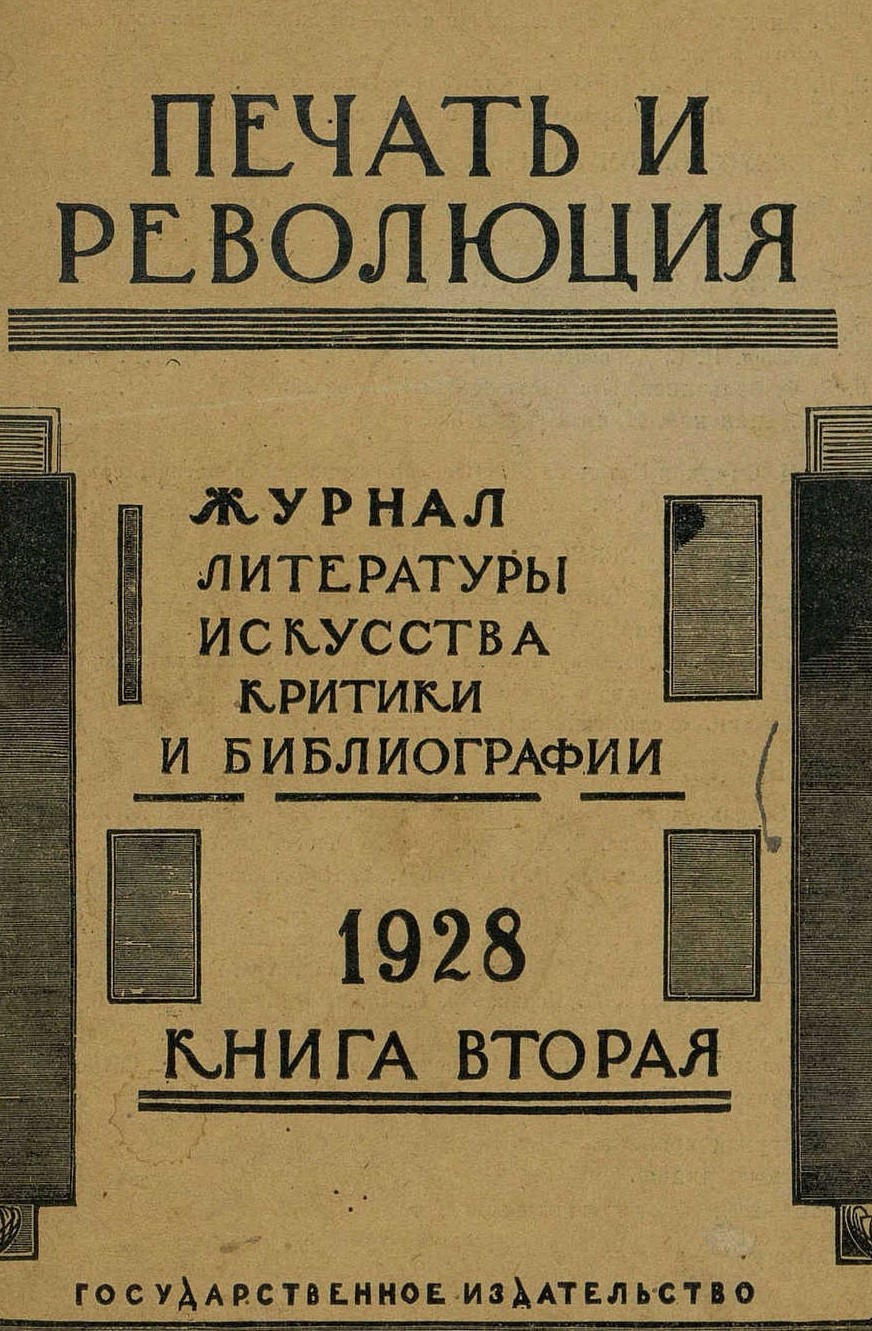 ПЕЧАТЬ И
РЕВОЛЮЦИЯ
ЖУРНАЛ
ЛИТЕРАТУРЫ
ИСКУССТВА
КРИТИКИ
И БИБЛИОГРАФИИ
1928
КНИГА ВТОРАЯ
ГОСУДАРСТВЕННОЕ ИЗДАТЕЛЬСТВО